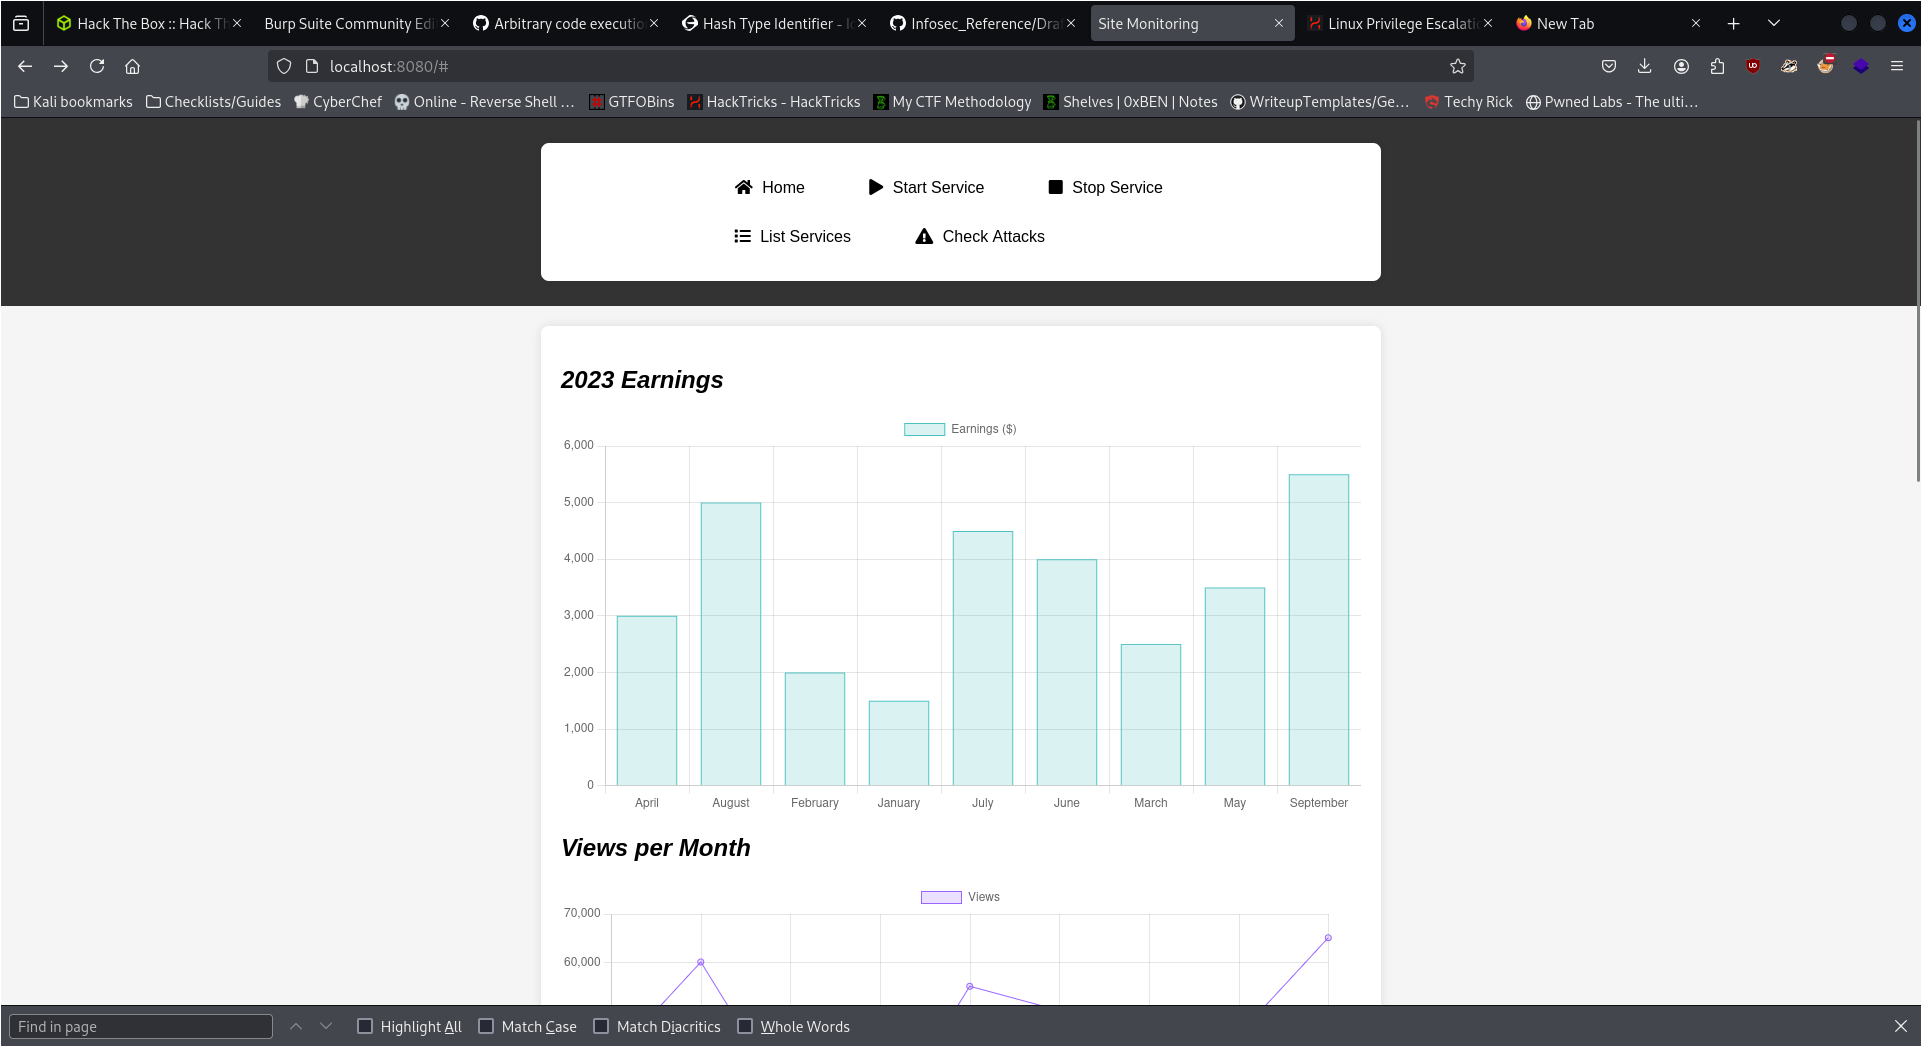 Hack The Box :: Hack Th
Burp Suite Community Edi
Arbitrary code executio
Hash Type Identifier - I
Infosec_Reference/Dra
Site Monitoring
Linux Privilege Escalati
New Tab
localhost:8080/#
Kali bookmarks
Checklists/Guides
CyberChef
Online - Reverse Shell ...
GTFOBins
HackTricks - HackTricks
My CTF Methodology
Shelves | 0xBEN | Notes
WriteupTemplates/Ge...
Techy Rick
Pwned Labs - The ulti...
Home
Start Service
Stop Service
List Services
Check Attacks
2023 Earnings
Earnings ($)
6,000
5,000
4,000
3,000
2,000
1,000
0
April August February January July June March May September
Views per Month
Views
70,000
60,000
Find in page
Highlight All
Match Case
Match Diacritics
Whole Words